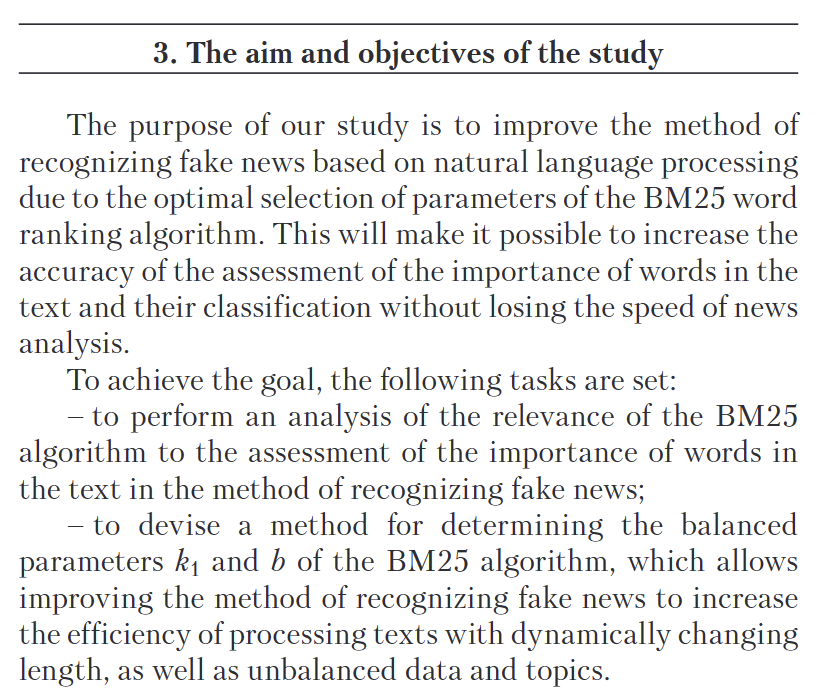 3. The aim and objectives of the study
The purpose of our study is to improve the method of
recognizing fake news based on natural language processing
due to the optimal selection of parameters of the BM25 word
ranking algorithm. This will make it possible to increase the
accuracy of the assessment of the importance of words in the
text and their classification without losing the speed of news
analysis.
To achieve the goal, the following tasks are set:
– to perform an analysis of the relevance of the BM25
algorithm to the assessment of the importance of words in
the text in the method of recognizing fake news;
– to devise a method for determining the balanced
parameters k₁ and b of the BM25 algorithm, which allows
improving the method of recognizing fake news to increase
the efficiency of processing texts with dynamically changing
length, as well as unbalanced data and topics.